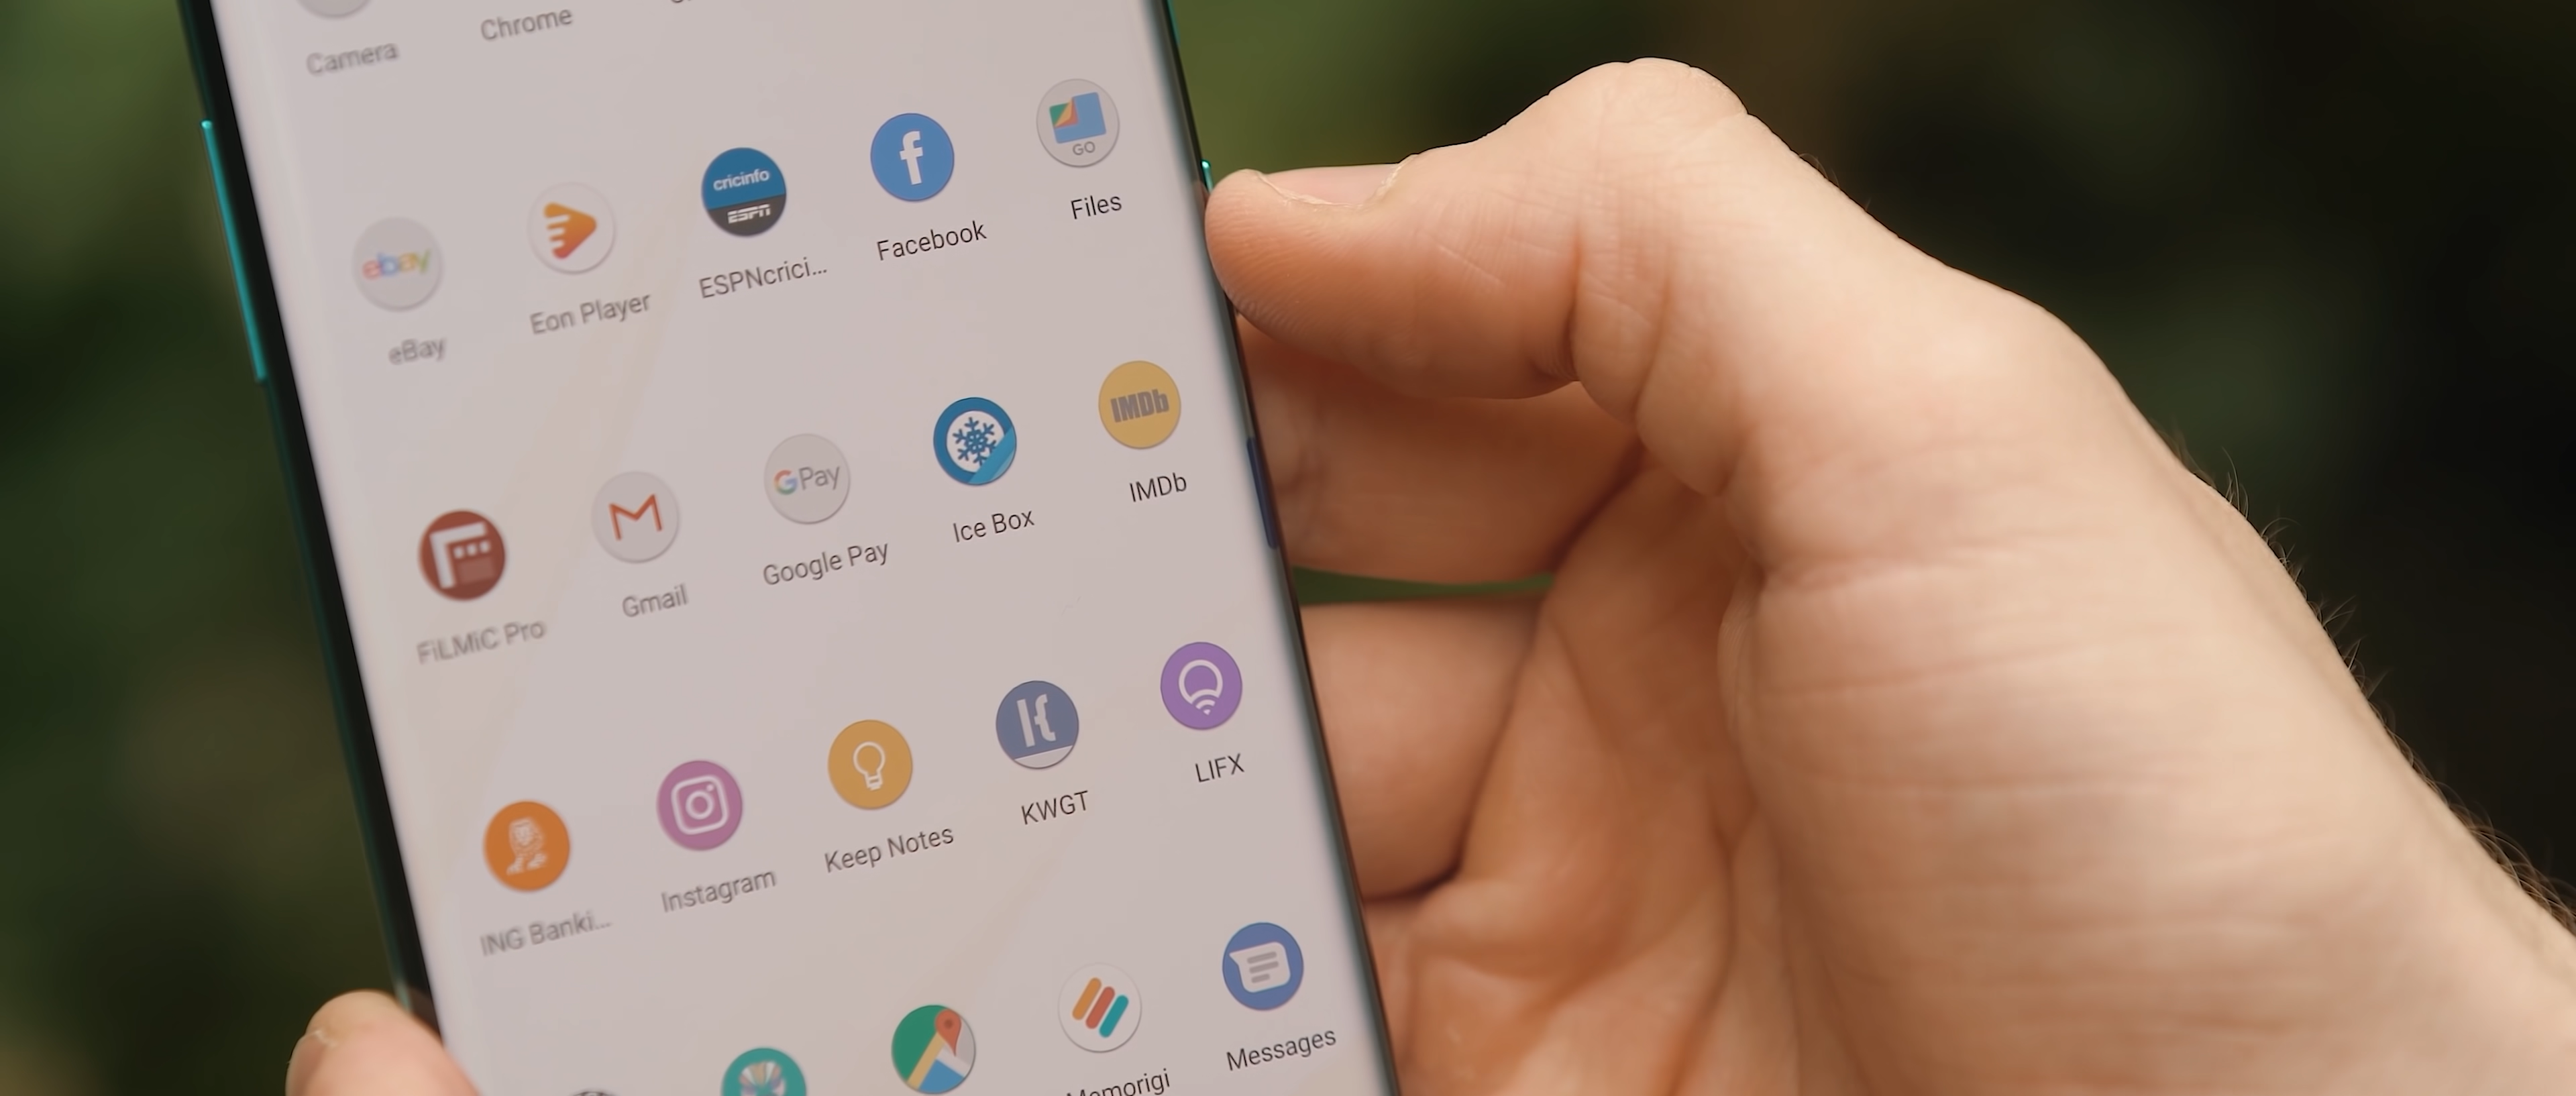 Camera
Chrome
ebay
cricinfo
ESPN
f
GO
eBay
Eon Player
ESPNcrici...
Facebook
Files
G Pay
IMDb
FiLMiC Pro
Gmail
Google Pay
Ice Box
IMDb
ING Banki...
Instagram
Keep Notes
KWGT
LIFX
Memorigi
Messages